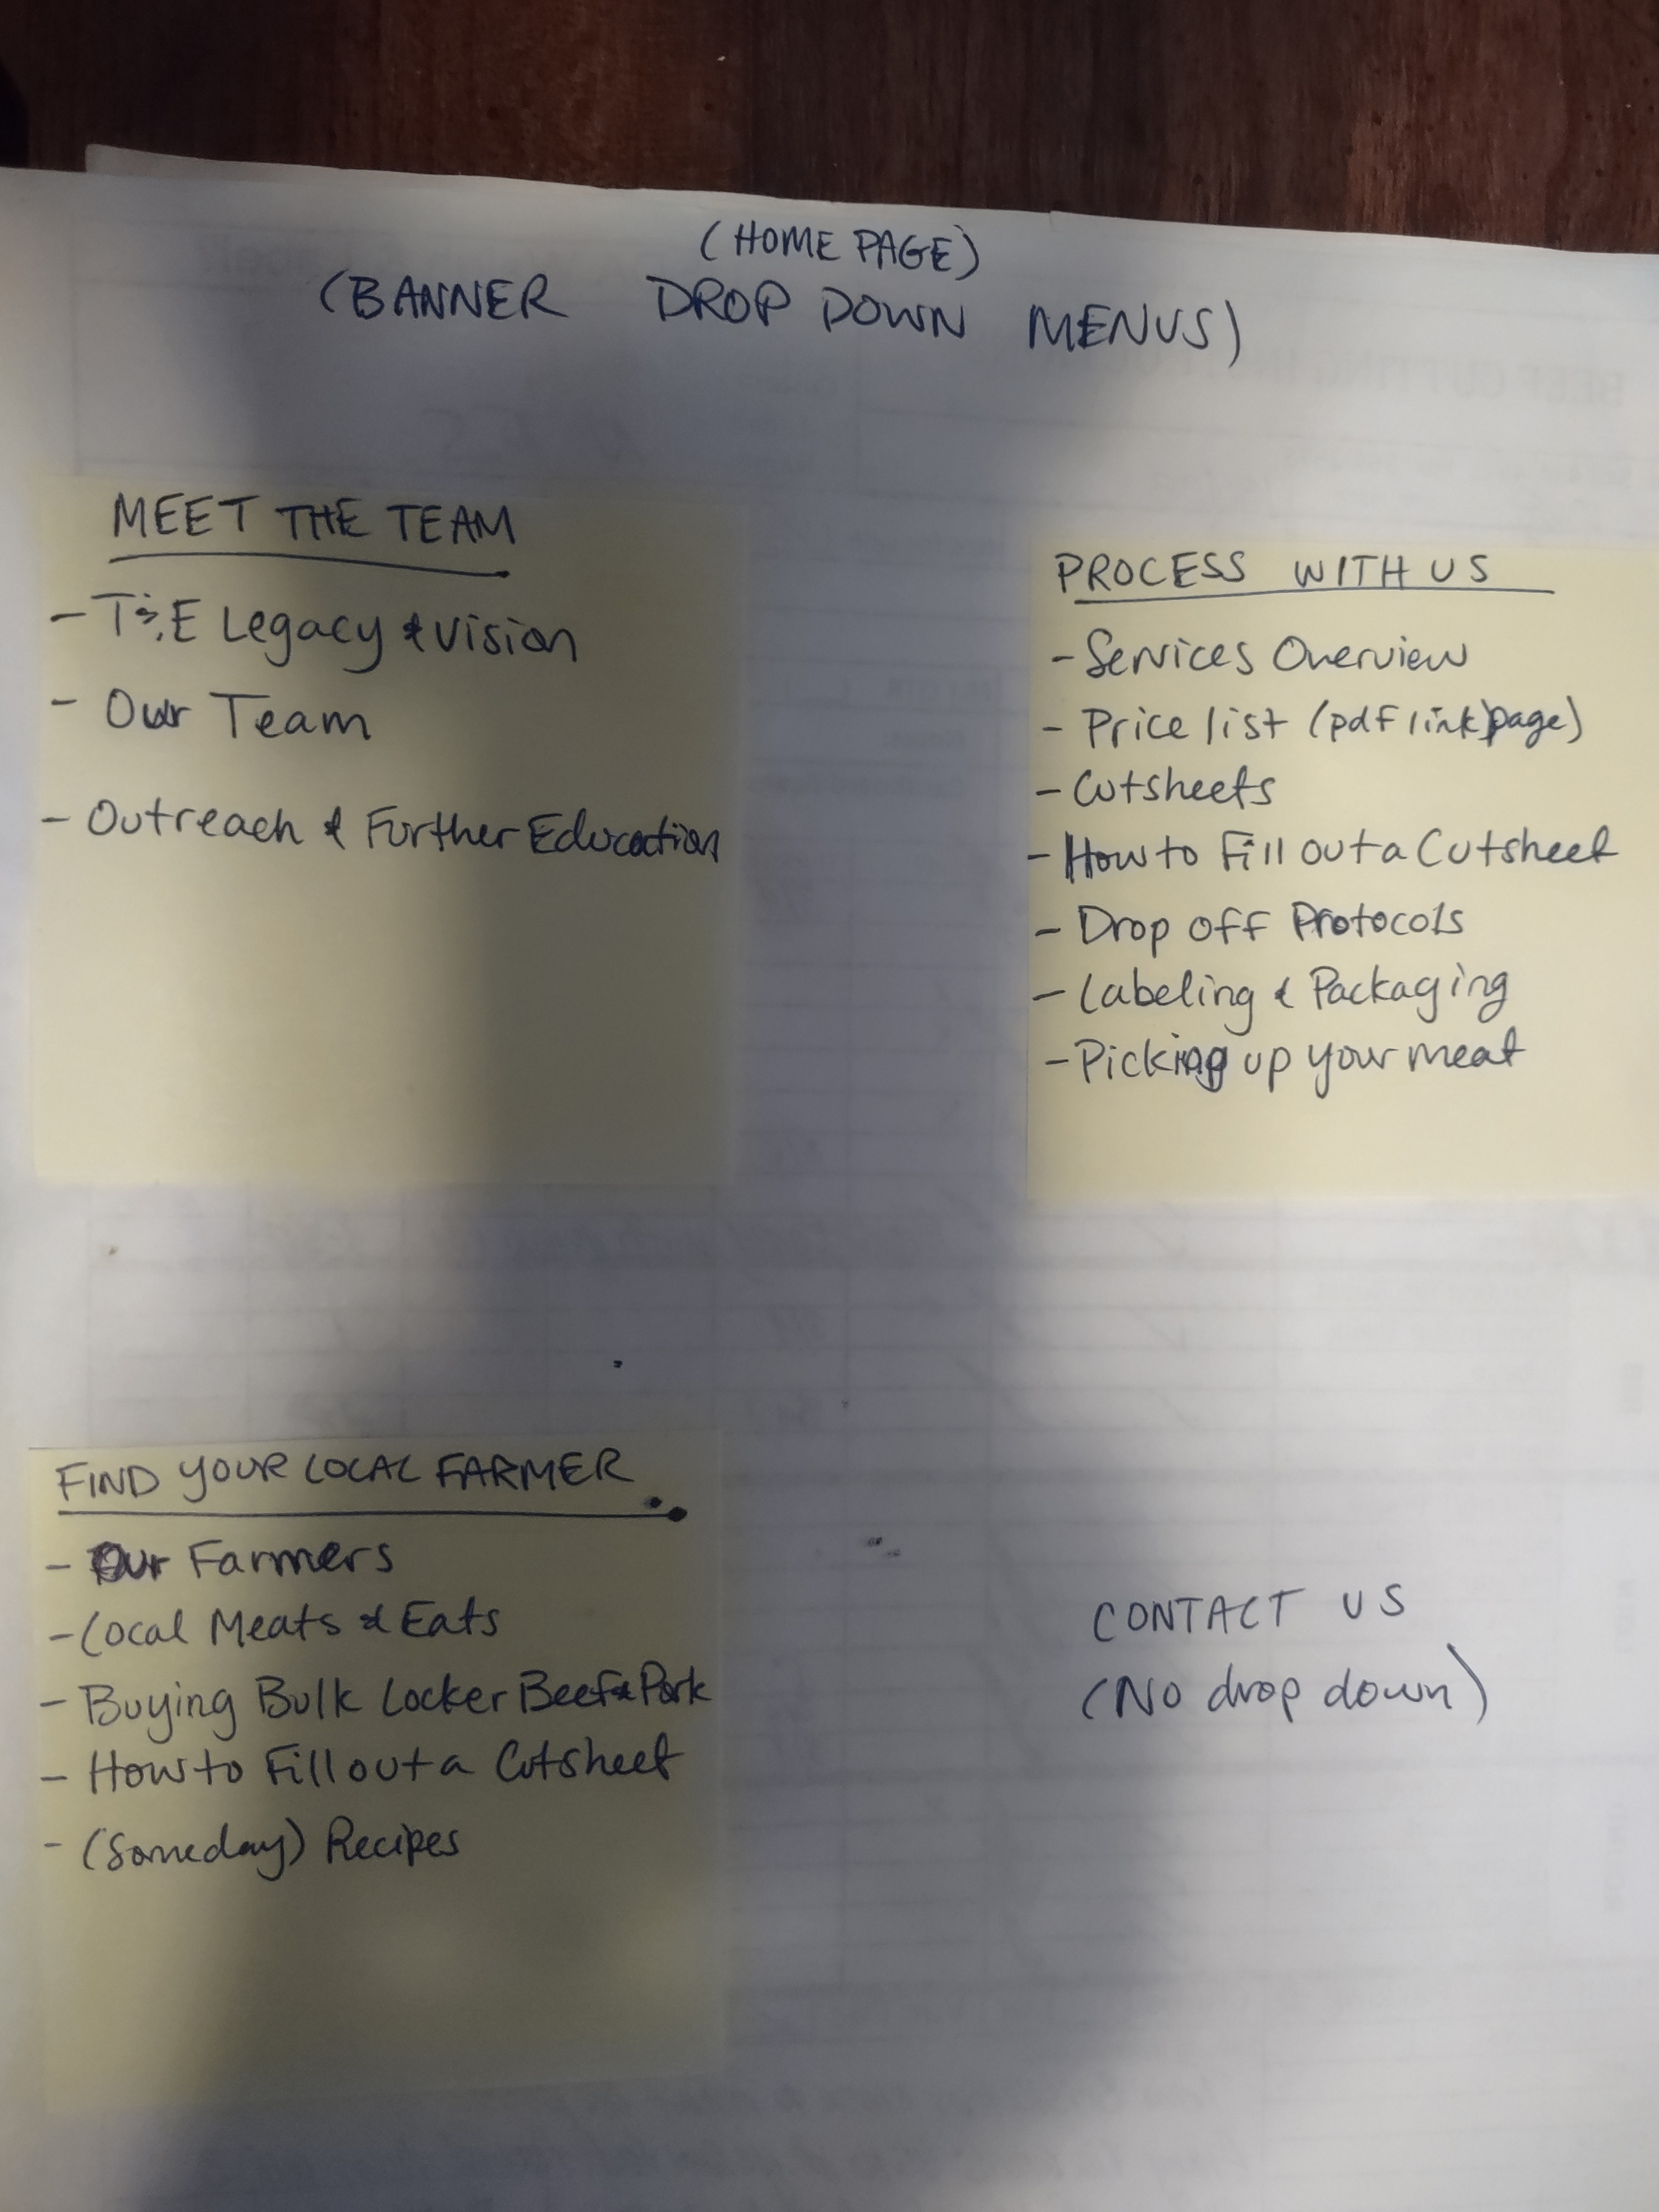 (HOME PAGE)
(BANNER DROP DOWN MENUS)
MEET THE TEAM
- T&E Legacy & Vision
- Our Team
- Outreach & Further Education
PROCESS WITH US
- Services Overview
- Price list (pdf link/page)
- Cutsheets
- How to Fill out a Cutsheet
- Drop off Protocols
- Labeling & Packaging
- Picking up your meat
FIND YOUR LOCAL FARMER
- Our Farmers
- Local Meats & Eats
- Buying Bulk Locker Beef & Pork
- How to Fill out a Cutsheet
- (Someday) Recipes
CONTACT US
(No drop down)